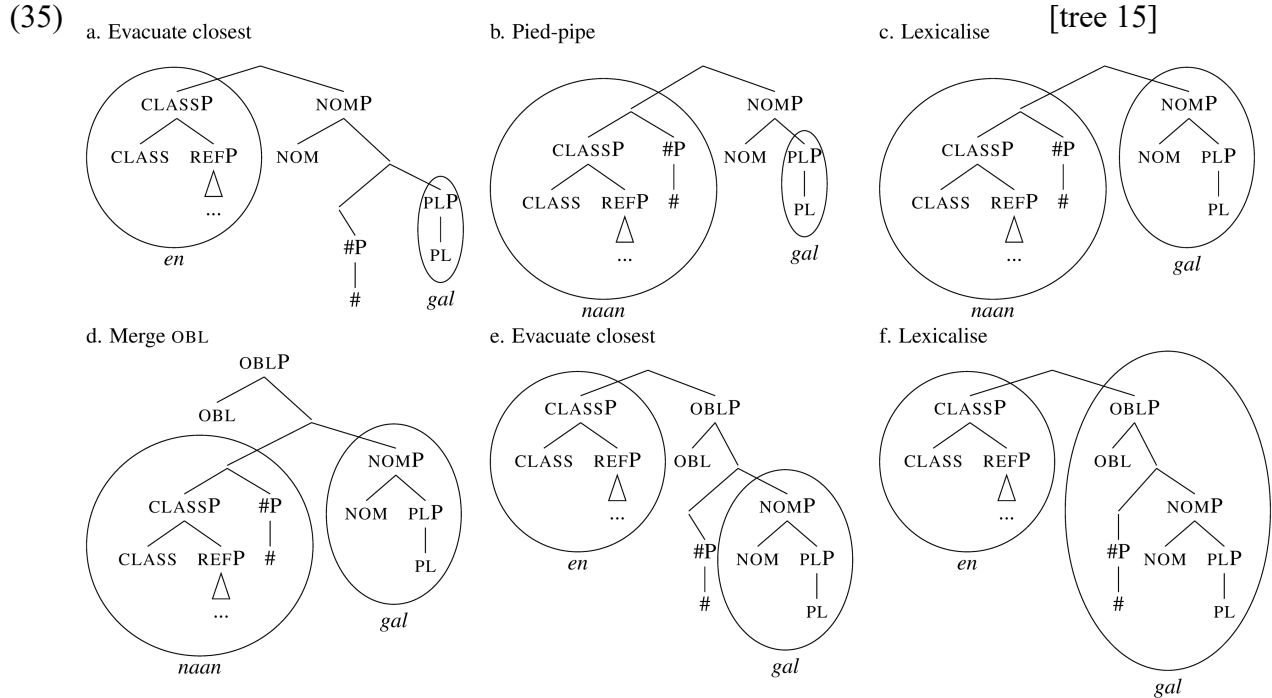 (35) [tree 15]
a. Evacuate closest b. Pied-pipe c. Lexicalise
CLASSP NOMP NOMP NOMP
CLASS REFP NOM CLASSP #P NOM PLP CLASSP #P NOM PLP
... PLP CLASS REFP # PL CLASS REFP # PL
en #P PL ... gal ... gal
# gal naan naan
d. Merge OBL e. Evacuate closest f. Lexicalise
OBLP
OBL CLASSP OBLP CLASSP OBLP
NOMP CLASS REFP OBL CLASS REFP OBL
CLASSP #P NOM PLP ... NOMP ... NOMP
CLASS REFP # PL en #P NOM PLP en #P NOM PLP
... gal # PL # PL
naan gal gal